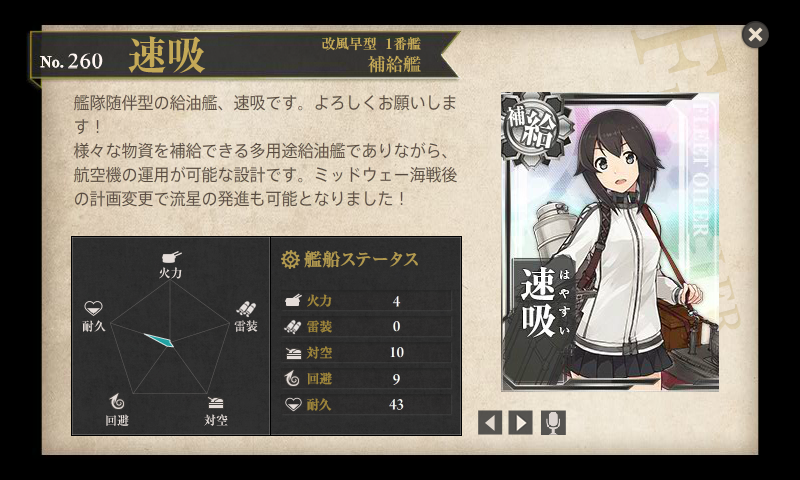 No. 260 速吸
改風早型 1番艦
補給艦
艦隊随伴型の給油艦、速吸です。よろしくお願いしま
す！
様々な物資を補給できる多用途給油艦でありながら、
航空機の運用が可能な設計です。ミッドウェー海戦後
の計画変更で流星の発進も可能となりました！
火力
耐久
雷装
回避
対空
艦船ステータス
火力 4
雷装 0
対空 10
回避 9
耐久 43
補
給
FLEET OILER
速吸
はやすい